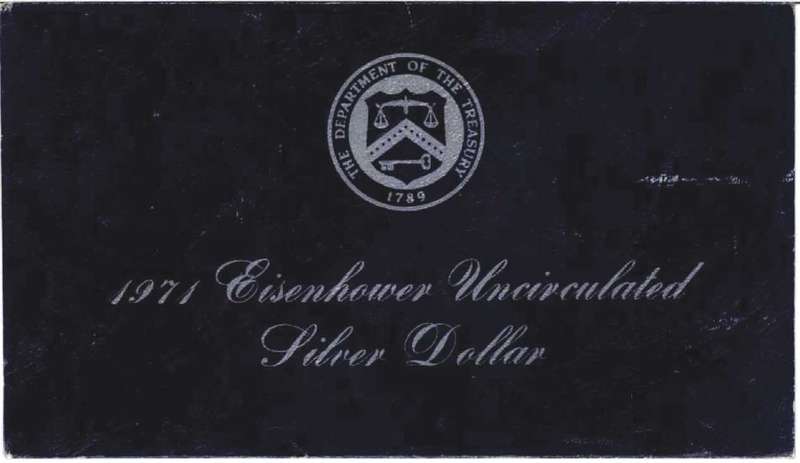 THE DEPARTMENT OF THE TREASURY
1789
1971 Eisenhower Uncirculated
Silver Dollar